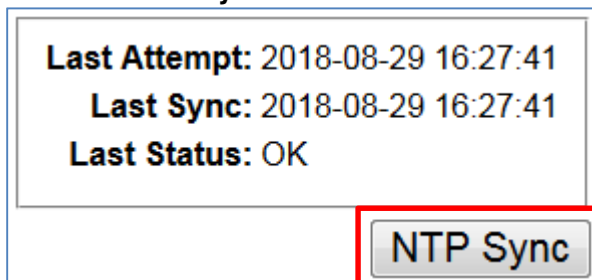 Last Attempt: 2018-08-29 16:27:41
Last Sync: 2018-08-29 16:27:41
Last Status: OK
NTP Sync